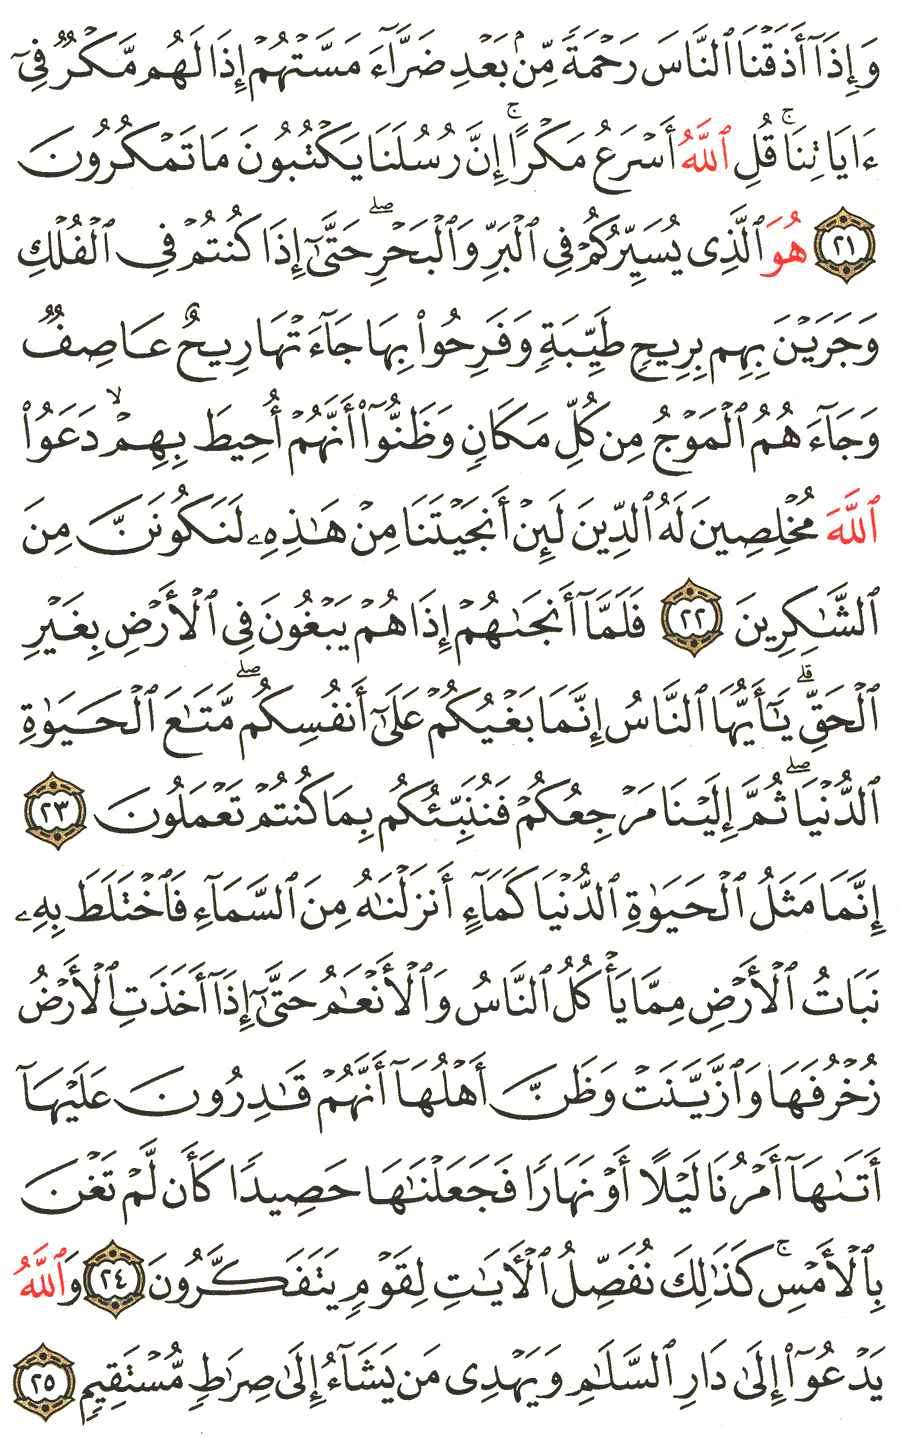 وَإِذَآ أَذَقْنَا ٱلنَّاسَ رَحْمَةً مِّنۢ بَعْدِ ضَرَّآءَ مَسَّتْهُمْ إِذَا لَهُم مَّكْرٌ فِىٓ
ءَايَاتِنَا ۚ قُلِ ٱللَّهُ أَسْرَعُ مَكْرًا ۚ إِنَّ رُسُلَنَا يَكْتُبُونَ مَا تَمْكُرُونَ
٢١ هُوَ ٱلَّذِى يُسَيِّرُكُمْ فِى ٱلْبَرِّ وَٱلْبَحْرِ ۖ حَتَّىٰٓ إِذَا كُنتُمْ فِى ٱلْفُلْكِ
وَجَرَيْنَ بِهِم بِرِيحٍ طَيِّبَةٍ وَفَرِحُوا۟ بِهَا جَآءَتْهَا رِيحٌ عَاصِفٌ
وَجَآءَهُمُ ٱلْمَوْجُ مِن كُلِّ مَكَانٍ وَظَنُّوٓا۟ أَنَّهُمْ أُحِيطَ بِهِمْ ۙ دَعَوُا۟
ٱللَّهَ مُخْلِصِينَ لَهُ ٱلدِّينَ لَئِنْ أَنجَيْتَنَا مِنْ هَـٰذِهِۦ لَنَكُونَنَّ مِنَ
ٱلشَّـٰكِرِينَ ٢٢ فَلَمَّآ أَنجَىٰهُمْ إِذَا هُمْ يَبْغُونَ فِى ٱلْأَرْضِ بِغَيْرِ
ٱلْحَقِّ ۗ يَـٰٓأَيُّهَا ٱلنَّاسُ إِنَّمَا بَغْيُكُمْ عَلَىٰٓ أَنفُسِكُم ۖ مَّتَـٰعَ ٱلْحَيَوٰةِ
ٱلدُّنْيَا ۖ ثُمَّ إِلَيْنَا مَرْجِعُكُمْ فَنُنَبِّئُكُم بِمَا كُنتُمْ تَعْمَلُونَ ٢٣
إِنَّمَا مَثَلُ ٱلْحَيَوٰةِ ٱلدُّنْيَا كَمَآءٍ أَنزَلْنَـٰهُ مِنَ ٱلسَّمَآءِ فَٱخْتَلَطَ بِهِۦ
نَبَاتُ ٱلْأَرْضِ مِمَّا يَأْكُلُ ٱلنَّاسُ وَٱلْأَنْعَـٰمُ حَتَّىٰٓ إِذَآ أَخَذَتِ ٱلْأَرْضُ
زُخْرُفَهَا وَٱزَّيَّنَتْ وَظَنَّ أَهْلُهَآ أَنَّهُمْ قَـٰدِرُونَ عَلَيْهَآ
أَتَىٰهَآ أَمْرُنَا لَيْلًا أَوْ نَهَارًا فَجَعَلْنَـٰهَا حَصِيدًا كَأَن لَّمْ تَغْنَ
بِٱلْأَمْسِ ۚ كَذَٰلِكَ نُفَصِّلُ ٱلْأَيَـٰتِ لِقَوْمٍ يَتَفَكَّرُونَ ٢٤ وَٱللَّهُ
يَدْعُوٓا۟ إِلَىٰ دَارِ ٱلسَّلَـٰمِ وَيَهْدِى مَن يَشَآءُ إِلَىٰ صِرَٰطٍ مُّسْتَقِيمٍ ٢٥